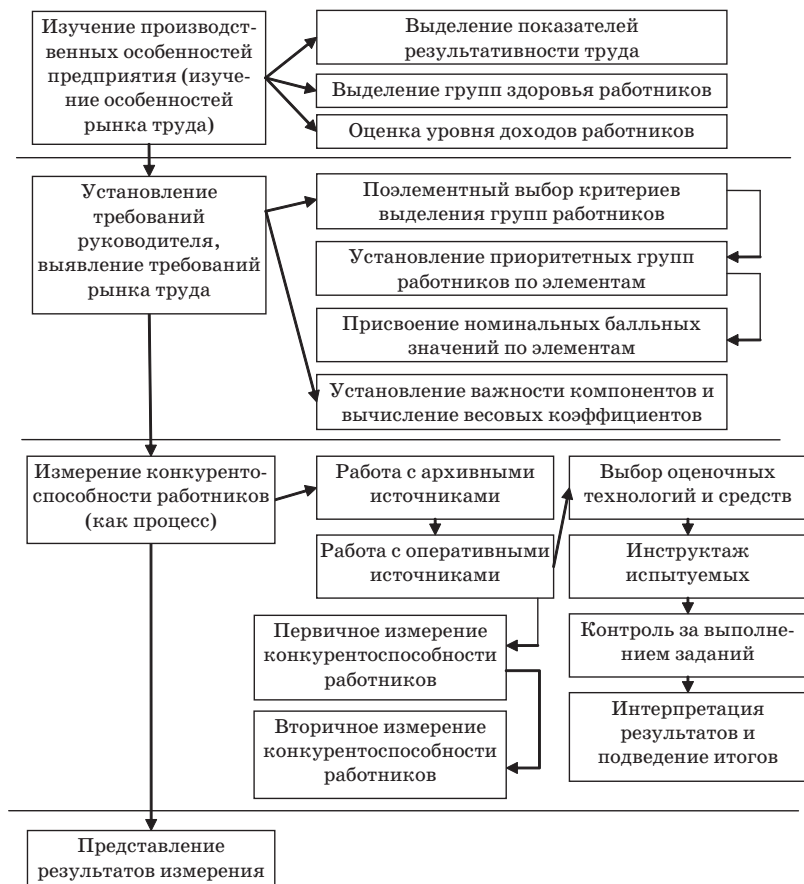 Изучение производст-
венных особенностей
предприятия (изуче-
ние особенностей
рынка труда)
Выделение показателей
результативности труда
Выделение групп здоровья работников
Оценка уровня доходов работников
Установление
требований
руководителя,
выявление требований
рынка труда
Поэлементный выбор критериев
выделения групп работников
Установление приоритетных групп
работников по элементам
Присвоение номинальных балльных
значений по элементам
Установление важности компонентов и
вычисление весовых коэффициентов
Измерение конкуренто-
способности работников
(как процесс)
Работа с архивными
источниками
Работа с оперативными
источниками
Первичное измерение
конкурентоспособности
работников
Вторичное измерение
конкурентоспособности
работников
Выбор оценочных
технологий и средств
Инструктаж
испытуемых
Контроль за выполне-
нием заданий
Интерпретация
результатов и
подведение итогов
Представление
результатов измерения